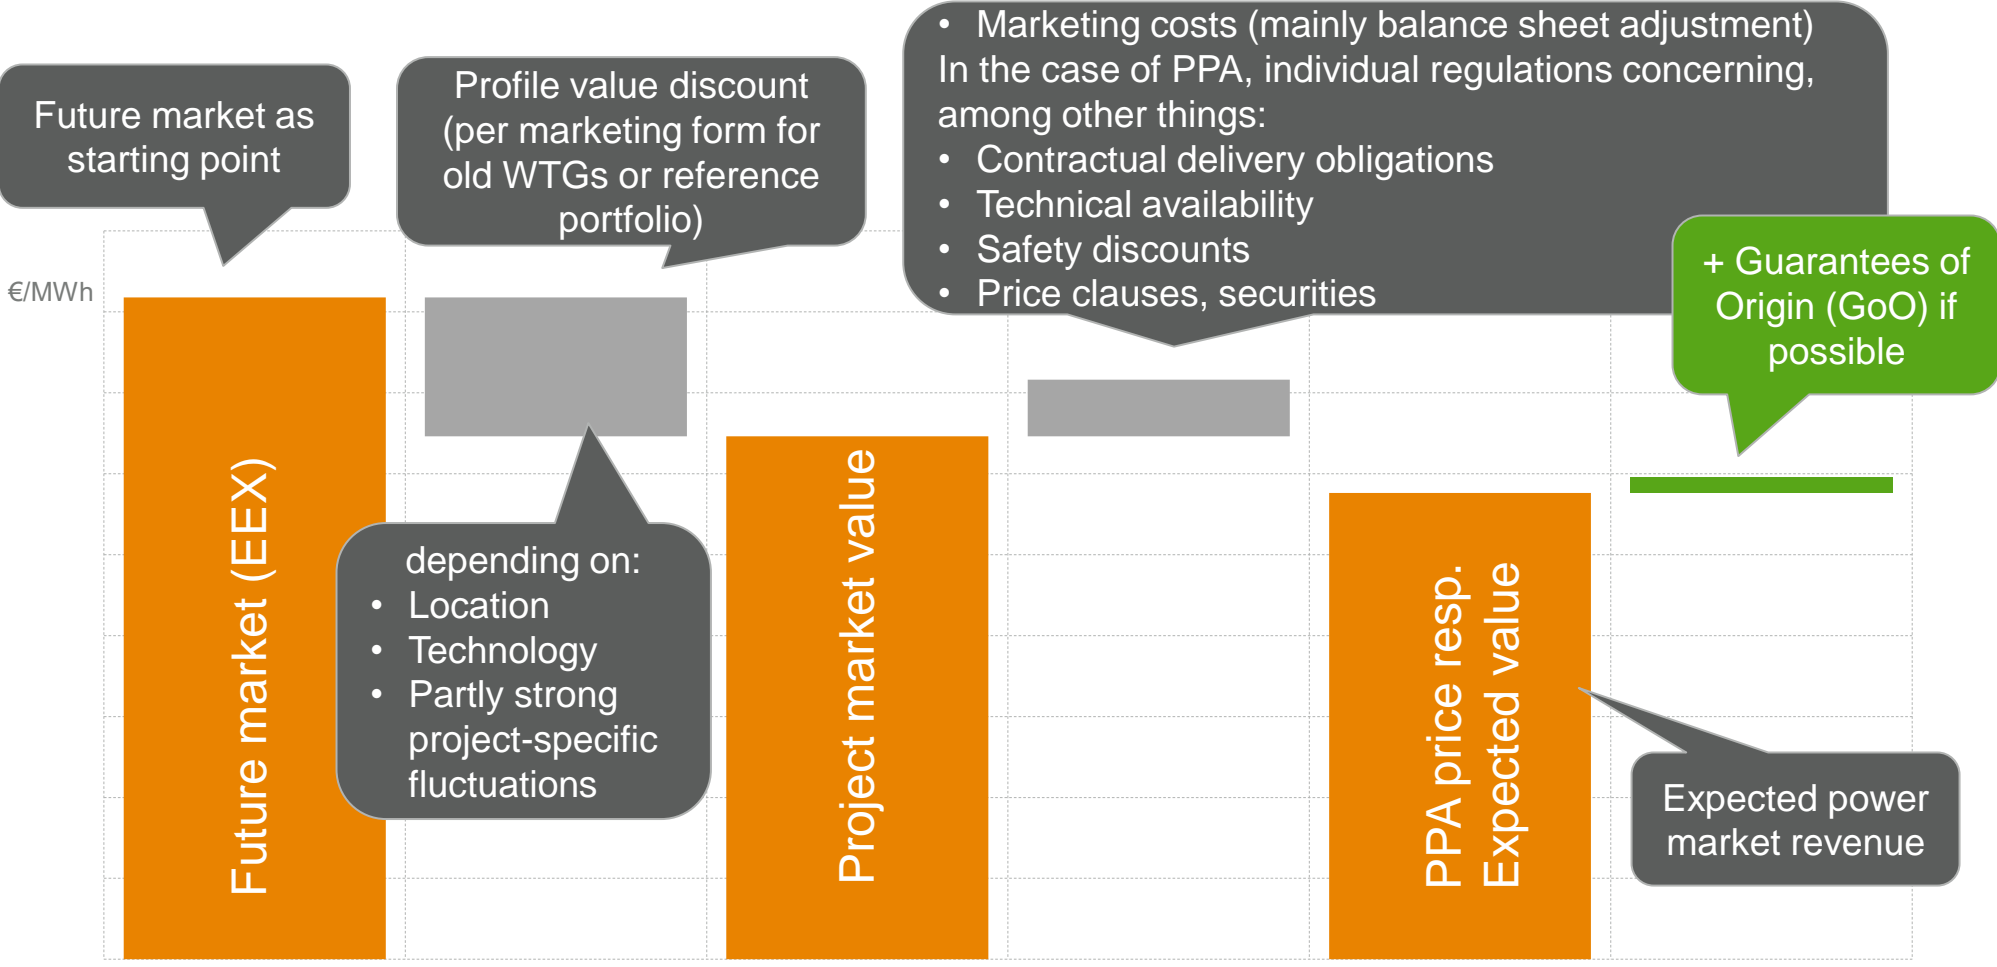 Future market as
starting point
Profile value discount
(per marketing form for
old WTGs or reference
portfolio)
• Marketing costs (mainly balance sheet adjustment)
In the case of PPA, individual regulations concerning,
among other things:
• Contractual delivery obligations
• Technical availability
• Safety discounts
• Price clauses, securities
+ Guarantees of
Origin (GoO) if
possible
€/MWh
Future market (EEX)
depending on:
• Location
• Technology
• Partly strong
project-specific
fluctuations
Project market value
PPA price resp.
Expected value
Expected power
market revenue